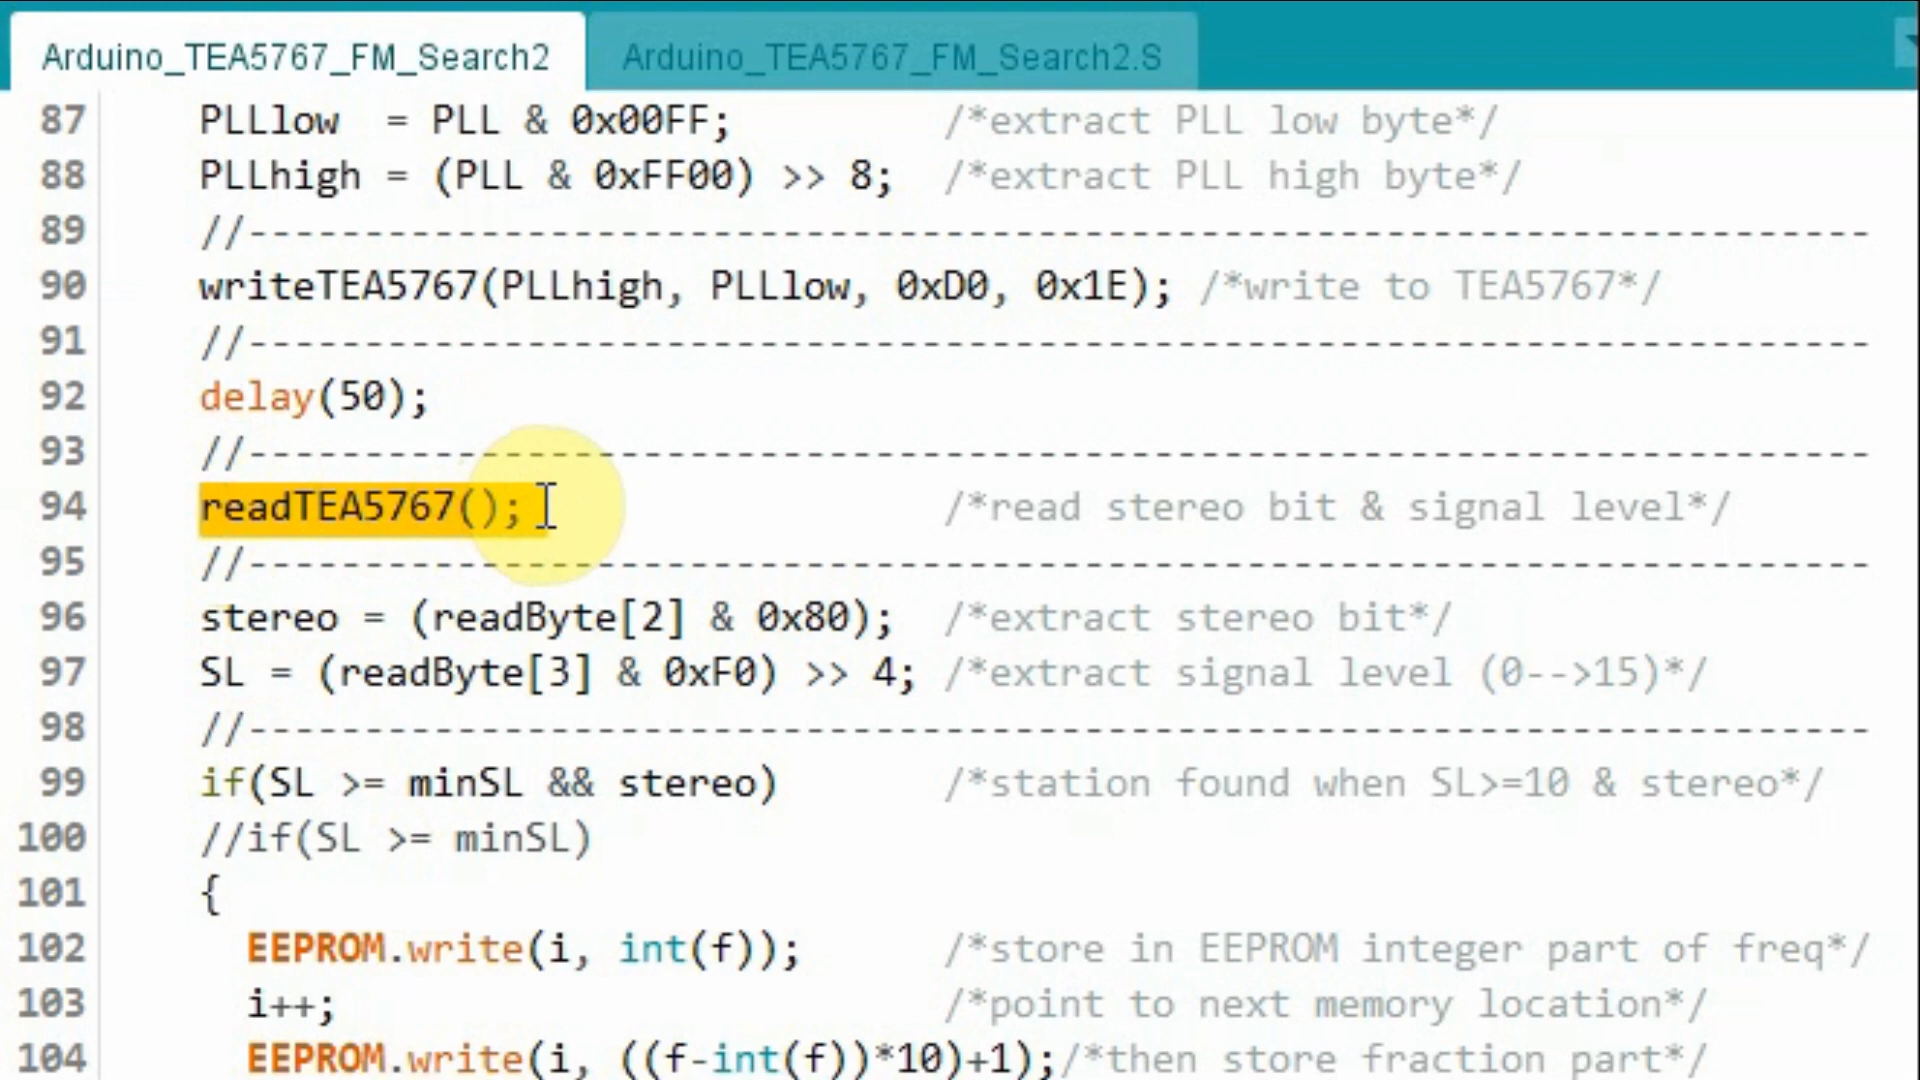 Arduino_TEA5767_FM_Search2 Arduino_TEA5767_FM_Search2.S
87 PLLlow = PLL & 0x00FF; /*extract PLL low byte*/
88 PLLhigh = (PLL & 0xFF00) >> 8; /*extract PLL high byte*/
89 //----------------------------------------------------------------------
90 writeTEA5767(PLLhigh, PLLlow, 0xD0, 0x1E); /*write to TEA5767*/
91 //----------------------------------------------------------------------
92 delay(50);
93 //----------------------------------------------------------------------
94 readTEA5767(); /*read stereo bit & signal level*/
95 //----------------------------------------------------------------------
96 stereo = (readByte[2] & 0x80); /*extract stereo bit*/
97 SL = (readByte[3] & 0xF0) >> 4; /*extract signal level (0-->15)*/
98 //----------------------------------------------------------------------
99 if(SL >= minSL && stereo) /*station found when SL>=10 & stereo*/
100 //if(SL >= minSL)
101 {
102 EEPROM.write(i, int(f)); /*store in EEPROM integer part of freq*/
103 i++; /*point to next memory location*/
104 EEPROM.write(i, ((f-int(f))*10)+1);/*then store fraction part*/